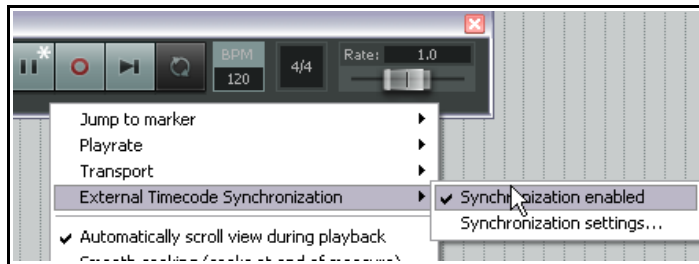 BPM
120
4/4
Rate: 1.0
Jump to marker
Playrate
Transport
External Timecode Synchronization
Synchronization enabled
Synchronization settings...
Automatically scroll view during playback